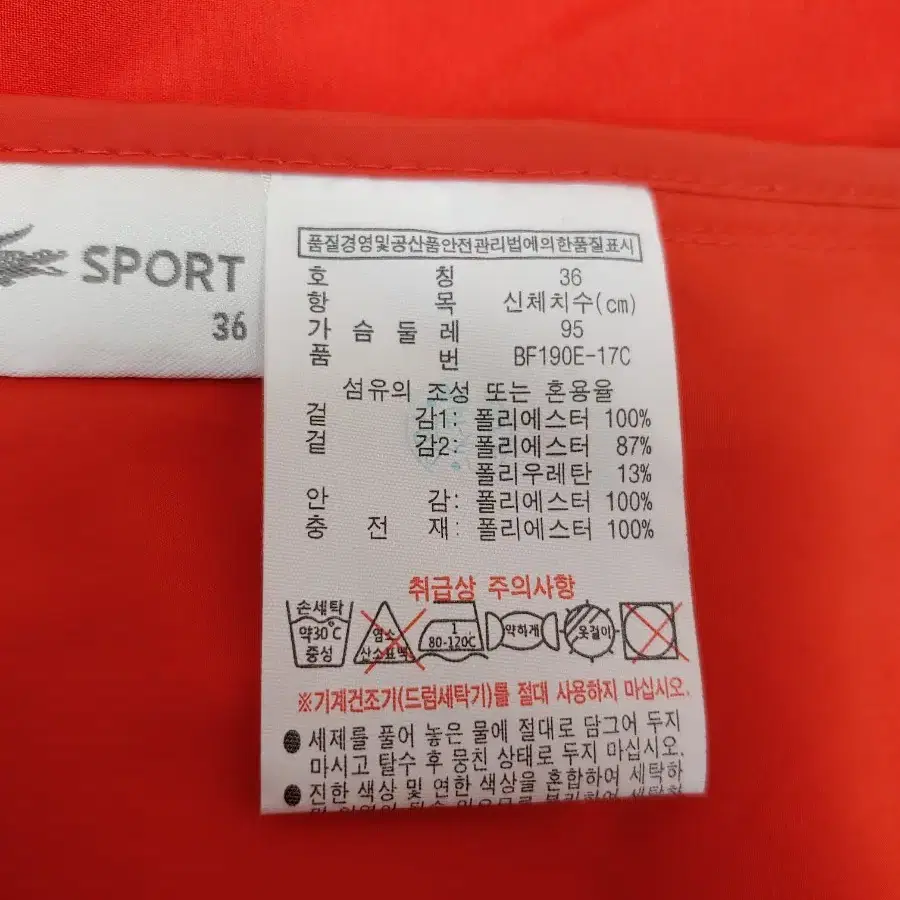 SPORT
36
품질경영및공산품안전관리법에의한품질표시
호 칭 36
항 목 신체치수(cm)
가 슴 둘 레 95
품 번 BF190E-17C
섬유의 조성 또는 혼용율
겉 감1: 폴리에스터 100%
겉 감2: 폴리에스터 87%
폴리우레탄 13%
안 감: 폴리에스터 100%
충 전 재: 폴리에스터 100%
취급상 주의사항
손세탁
약30°C
중성
염소
산소표백
1
80-120C
약하게
옷걸이
※기계건조기(드럼세탁기)를 절대 사용하지 마십시오.
● 세제를 풀어 놓은 물에 절대로 담그어 두지
마시고 탈수 후 뭉친 상태로 두지 마십시오.
● 진한 색상 및 연한 색상을 혼합하여 세탁하